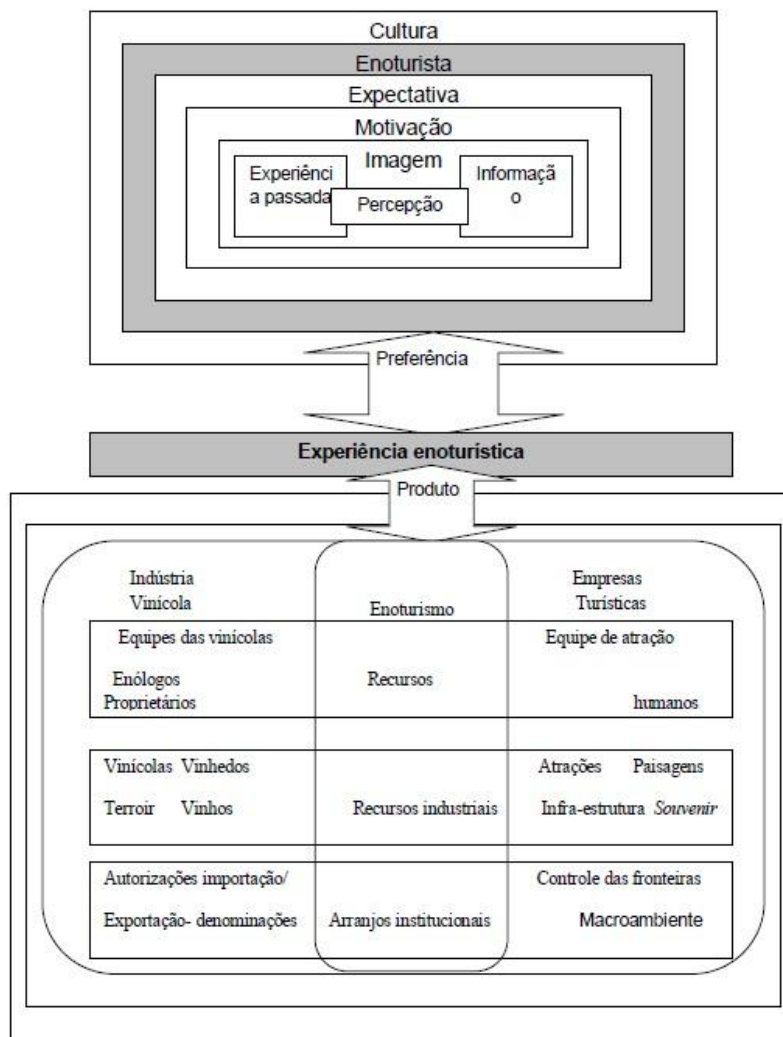 Cultura
Enoturista
Expectativa
Motivação
Imagem
Experiênci
a passada
Informaçã
o
Percepção
Preferência
Experiência enoturística
Produto
Indústria
Vinícola
Enoturismo
Empresas
Turísticas
Equipes das vinícolas
Equipe de atração
Enólogos
Recursos
Proprietários
humanos
Vinícolas Vinhedos
Atrações Paisagens
Terroir Vinhos
Recursos industriais
Infra-estrutura Souvenir
Autorizações importação/
Controle das fronteiras
Exportação- denominações
Arranjos institucionais
Macroambiente